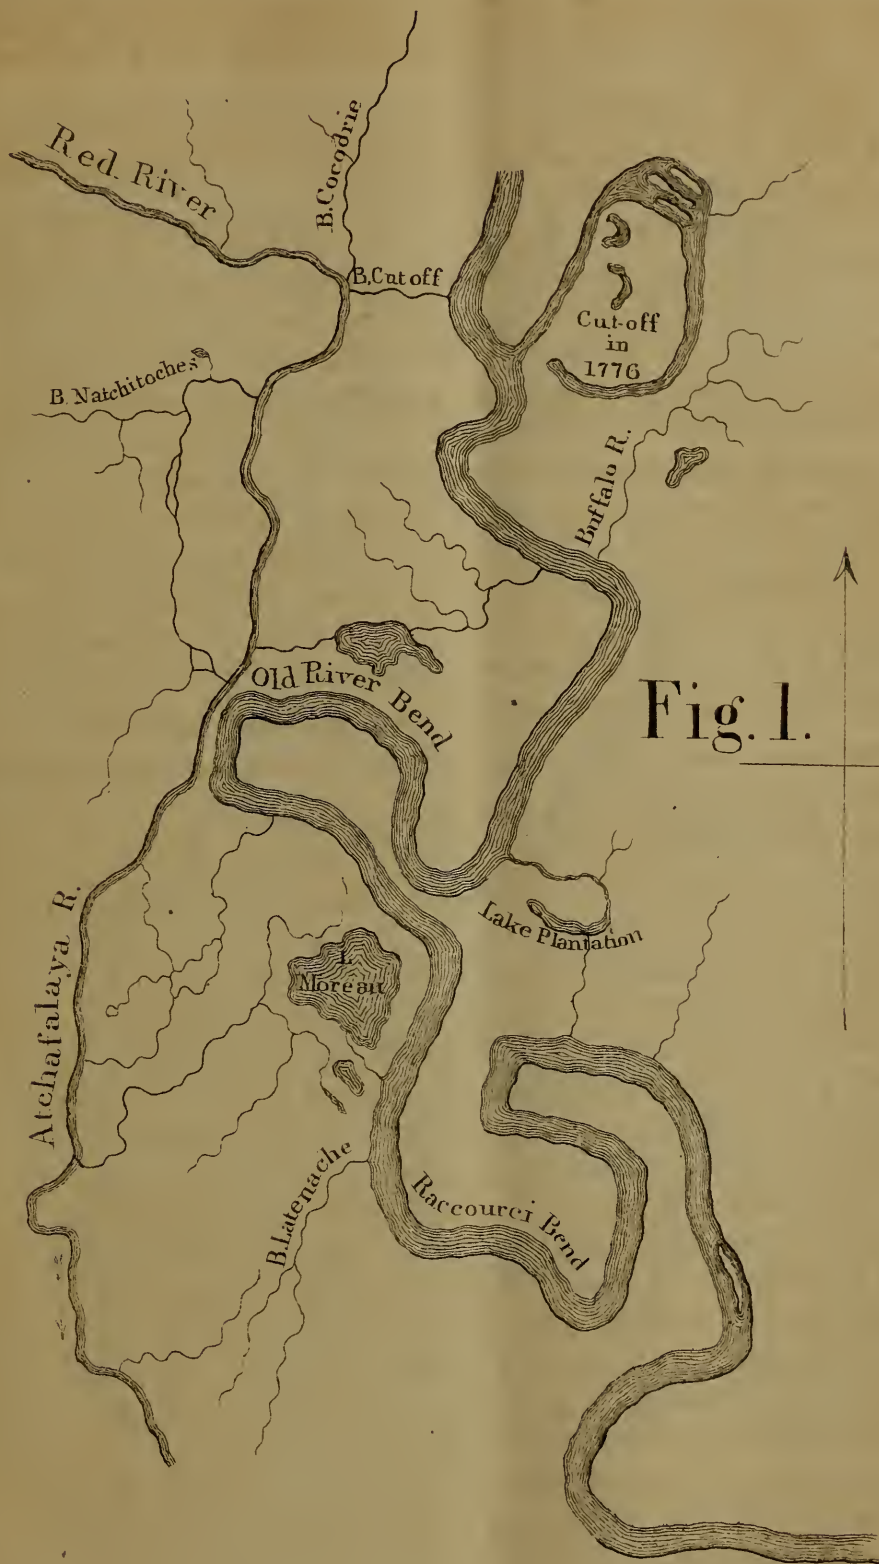 Red River
B. Cocodrie
B. Cut off
Cut-off
in
1776
B. Natchitoches
Buffalo R.
Old River Bend
Fig. 1.
Atchafalaya R.
Lake Plantation
L.
Moreau
B. Latenache
Raccourci Bend